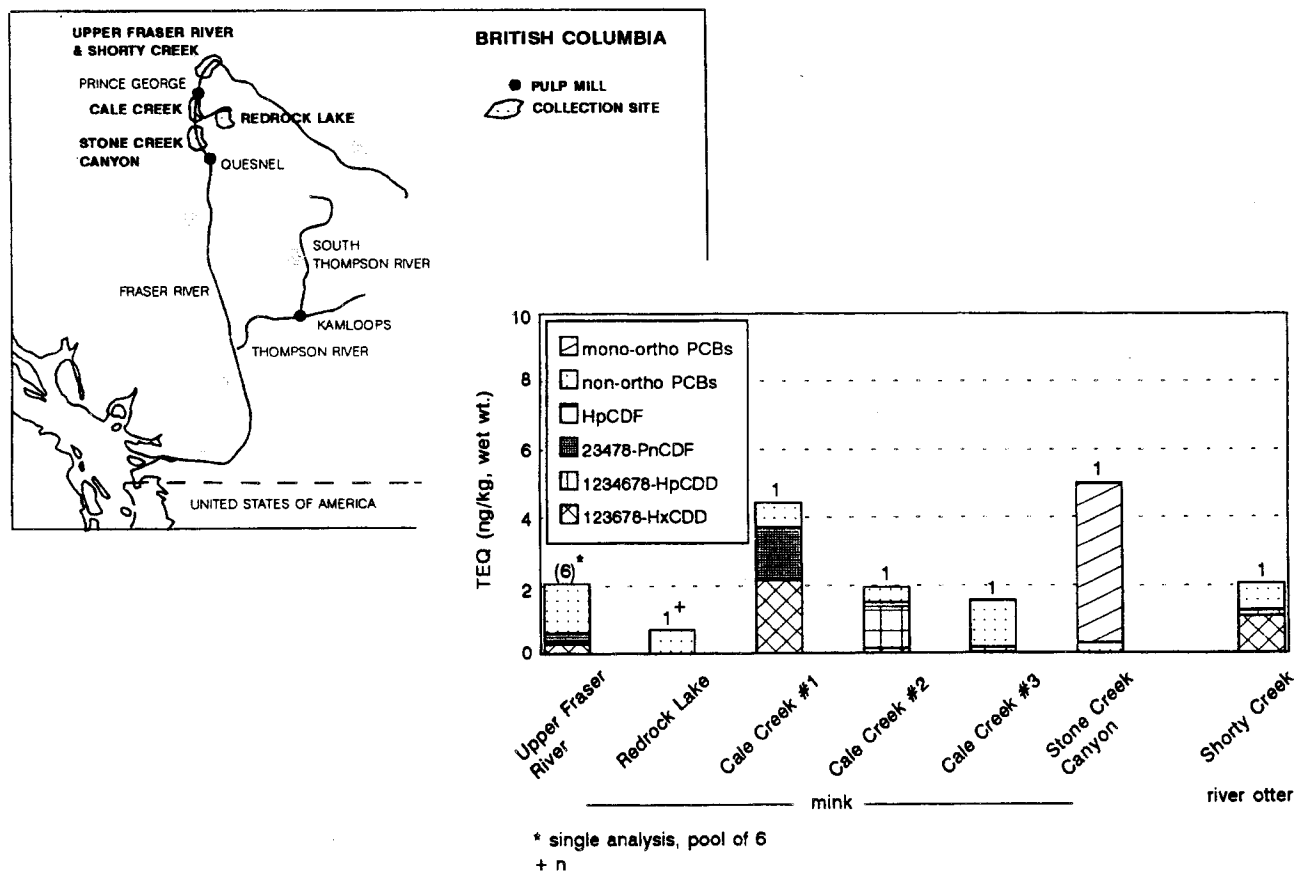 UPPER FRASER RIVER
& SHORTY CREEK
PRINCE GEORGE
CALE CREEK
REDROCK LAKE
STONE CREEK
CANYON
QUESNEL
BRITISH COLUMBIA
PULP MILL
COLLECTION SITE
SOUTH
THOMPSON RIVER
FRASER RIVER
KAMLOOPS
THOMPSON RIVER
UNITED STATES OF AMERICA
TEQ (ng/kg, wet wt.)
10
8
6
4
2
0
mono-ortho PCBs
non-ortho PCBs
HpCDF
23478-PnCDF
1234678-HpCDD
123678-HxCDD
(6)*
1+
1
1
1
1
1
Upper Fraser
River
Redrock Lake
Cale Creek #1
Cale Creek #2
Cale Creek #3
Stone Creek
Canyon
Shorty Creek
mink
river otter
* single analysis, pool of 6
+ n